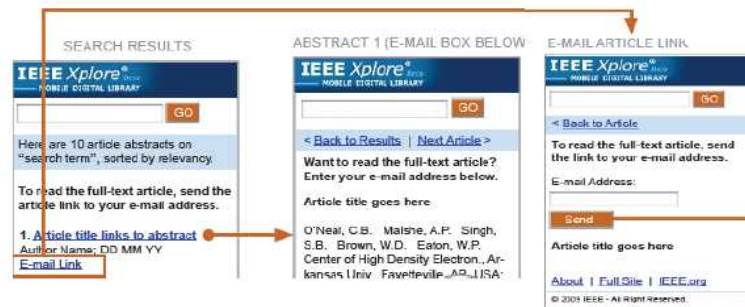 SEARCH RESULTS
IEEE Xplore® Beta
MOBILE DIGITAL LIBRARY
GO
Here are 10 article abstracts on
"search term", sorted by relevancy.
To read the full-text article, send the
article link to your e-mail address.
1. Article title links to abstract
Author Name; DD MM YY
E-mail Link
ABSTRACT 1 (E-MAIL BOX BELOW
IEEE Xplore® Beta
MOBILE DIGITAL LIBRARY
GO
< Back to Results | Next Article >
Want to read the full-text article?
Enter your e-mail address below.
Article title goes here
O'Neal, C.B. Malshe, A.P. Singh,
S.B. Brown, W.D. Eaton, W.P.
Center of High Density Electron., Ar-
kansas Univ. Fayetteville, AR, USA;
E-MAIL ARTICLE LINK
IEEE Xplore® Beta
MOBILE DIGITAL LIBRARY
GO
< Back to Article
To read the full-text article, send
the link to your e-mail address.
E-mail Address:
Send
Article title goes here
About | Full Site | IEEE.org
© 2009 IEEE - All Right Reserved.